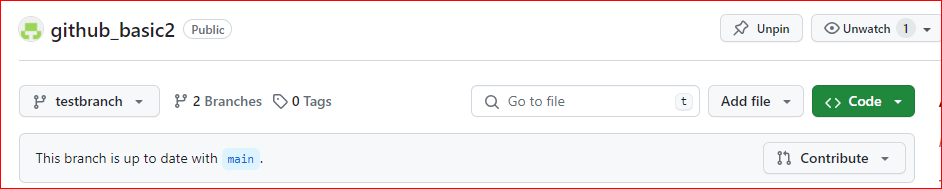 github_basic2 Public Unpin Unwatch 1
testbranch 2 Branches 0 Tags Go to file t Add file Code
This branch is up to date with main . Contribute